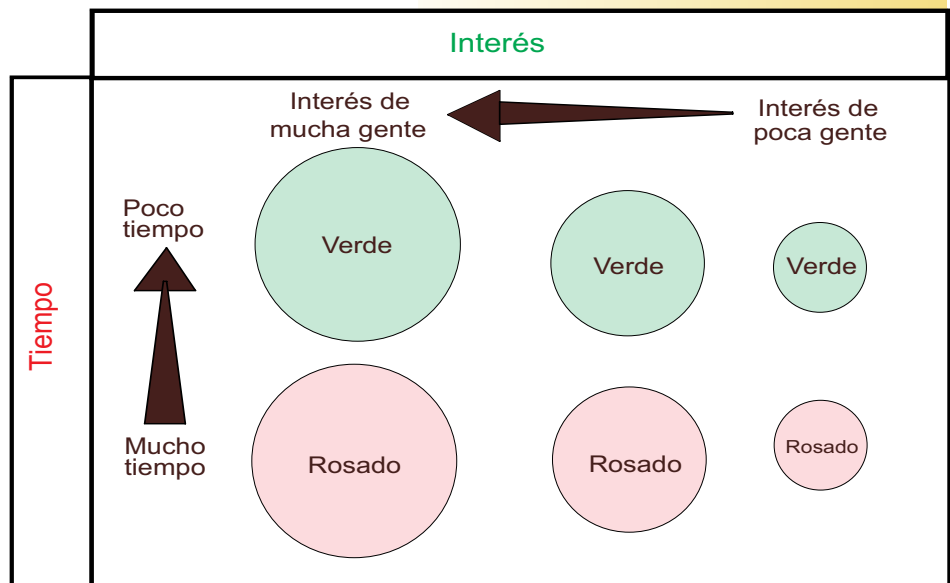 Interés
Tiempo
Interés de
mucha gente
Interés de
poca gente
Poco
tiempo
Verde
Verde
Verde
Mucho
tiempo
Rosado
Rosado
Rosado